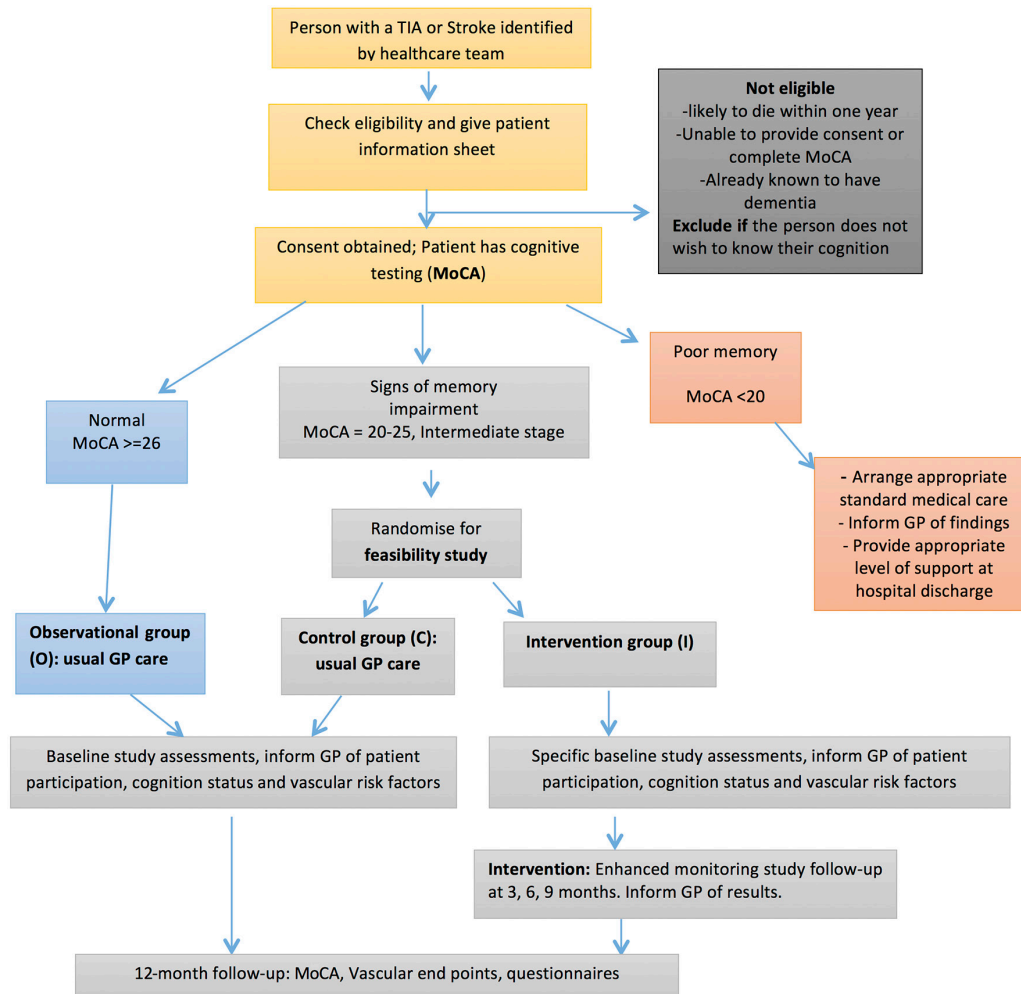 Person with a TIA or Stroke identified
by healthcare team
Check eligibility and give patient
information sheet
Not eligible
-likely to die within one year
-Unable to provide consent or
complete MoCA
-Already known to have
dementia
Exclude if the person does not
wish to know their cognition
Consent obtained; Patient has cognitive
testing (MoCA)
Normal
MoCA >=26
Signs of memory
impairment
MoCA = 20-25, Intermediate stage
Poor memory
MoCA <20
- Arrange appropriate
standard medical care
- Inform GP of findings
- Provide appropriate
level of support at
hospital discharge
Randomise for
feasibility study
Observational group
(O): usual GP care
Control group (C):
usual GP care
Intervention group (I)
Baseline study assessments, inform GP of patient
participation, cognition status and vascular risk factors
Specific baseline study assessments, inform GP of patient
participation, cognition status and vascular risk factors
Intervention: Enhanced monitoring study follow-up
at 3, 6, 9 months. Inform GP of results.
12-month follow-up: MoCA, Vascular end points, questionnaires